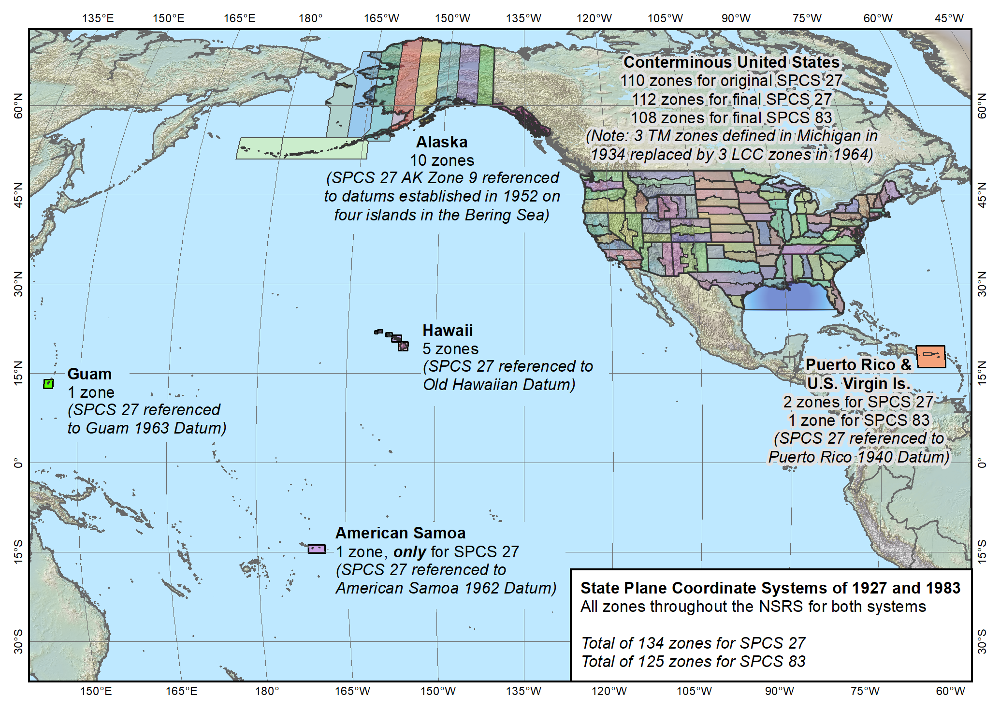 135°E 150°E 165°E 180° 165°W 150°W 135°W 120°W 105°W 90°W 75°W 60°W 45°W
60°N 60°N
45°N 45°N
30°N 30°N
15°N 15°N
0° 0°
15°S 15°S
30°S 30°S
Conterminous United States
110 zones for original SPCS 27
112 zones for final SPCS 27
108 zones for final SPCS 83
(Note: 3 TM zones defined in Michigan in
1934 replaced by 3 LCC zones in 1964)
Alaska
10 zones
(SPCS 27 AK Zone 9 referenced
to datums established in 1952 on
four islands in the Bering Sea)
Hawaii
5 zones
(SPCS 27 referenced to
Old Hawaiian Datum)
Guam
1 zone
(SPCS 27 referenced
to Guam 1963 Datum)
Puerto Rico &
U.S. Virgin Is.
2 zones for SPCS 27
1 zone for SPCS 83
(SPCS 27 referenced to
Puerto Rico 1940 Datum)
American Samoa
1 zone, only for SPCS 27
(SPCS 27 referenced to
American Samoa 1962 Datum)
State Plane Coordinate Systems of 1927 and 1983
All zones throughout the NSRS for both systems
Total of 134 zones for SPCS 27
Total of 125 zones for SPCS 83
150°E 165°E 180° 165°W 150°W 135°W 120°W 105°W 90°W 75°W 60°W